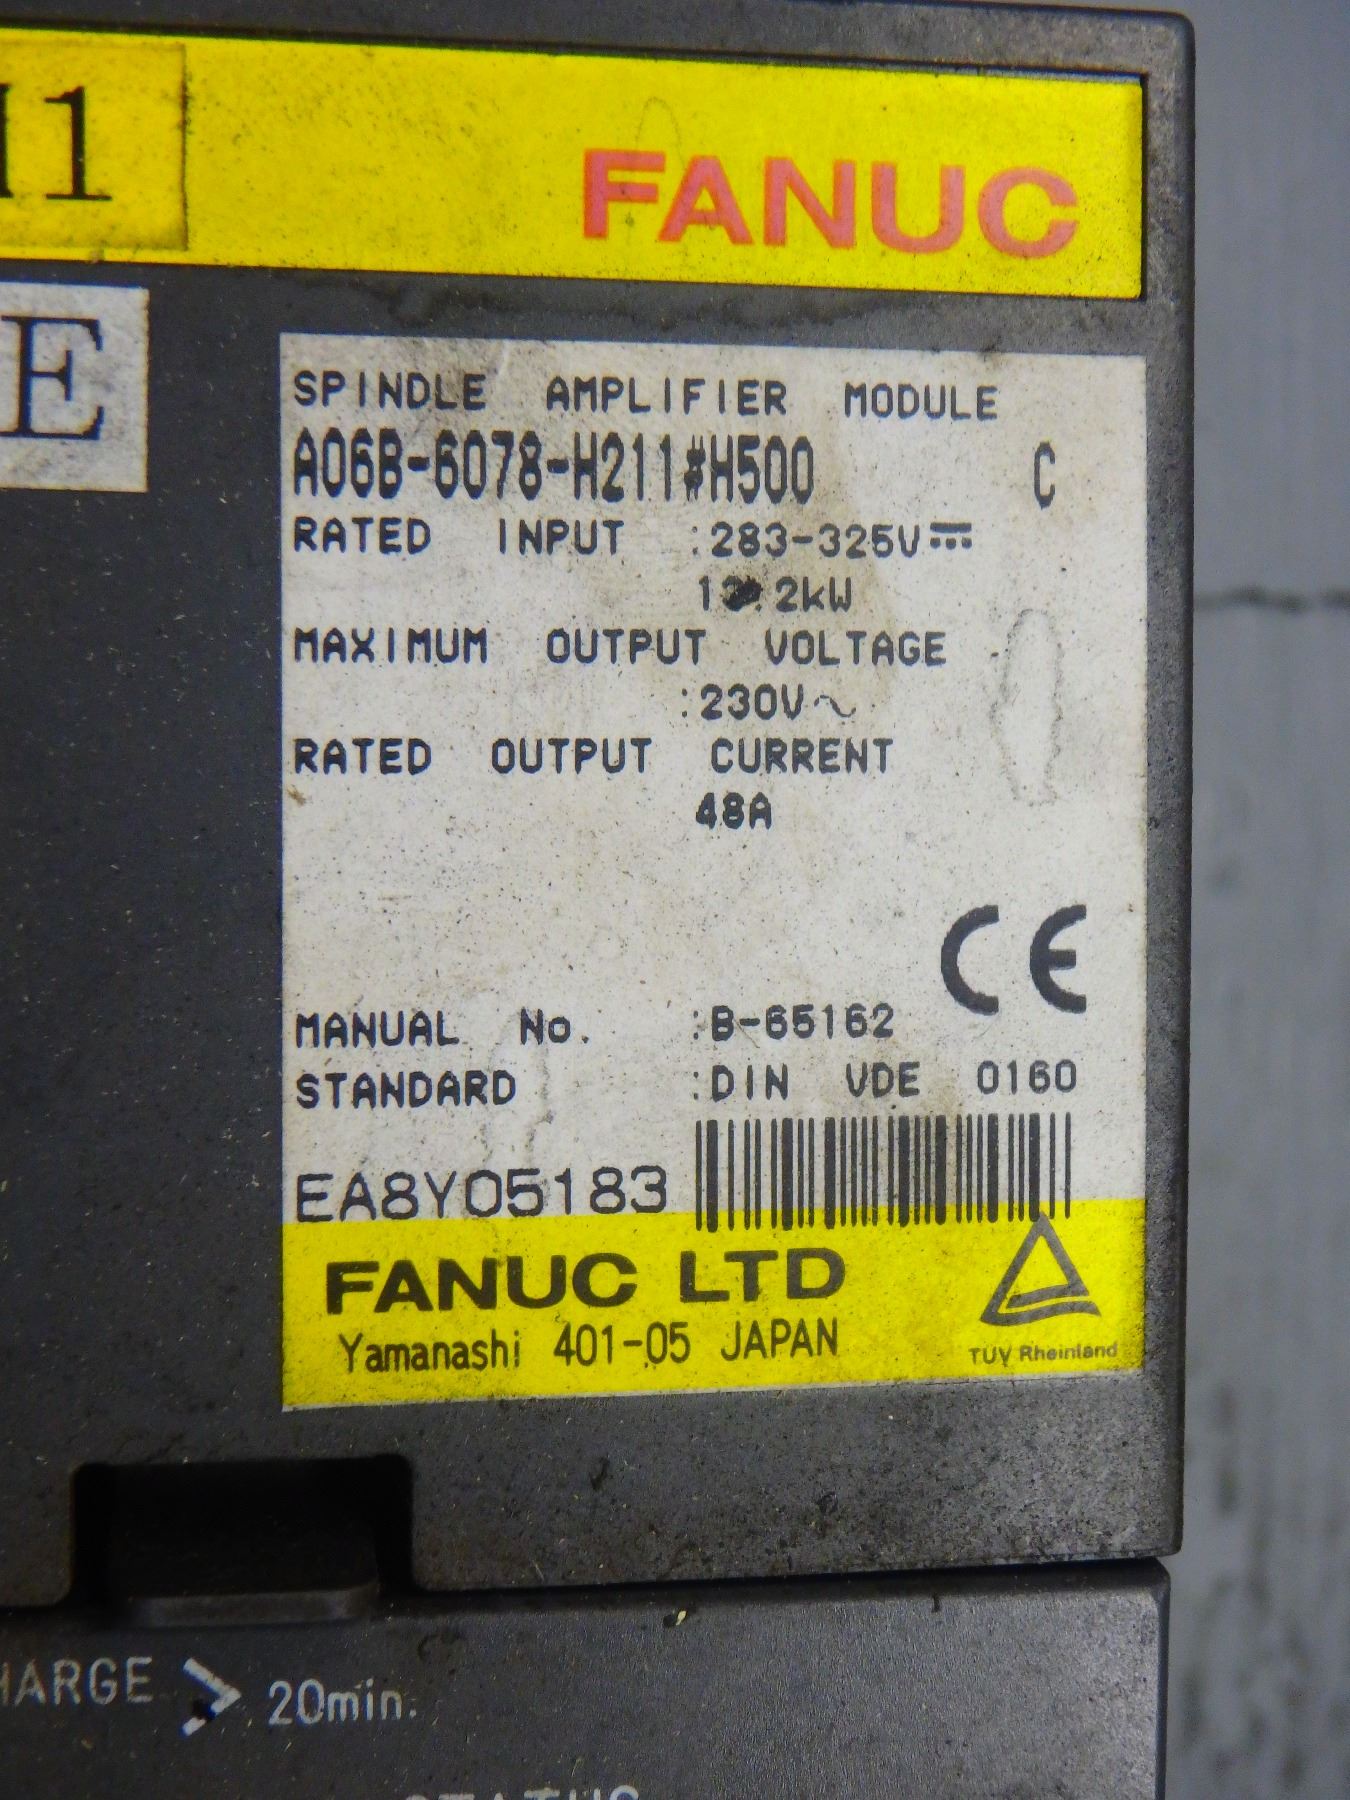 FANUC
E
SPINDLE AMPLIFIER MODULE
A06B-6078-H211#H500 C
RATED INPUT :283-325V⎓
MAXIMUM OUTPUT VOLTAGE
:230V~
RATED OUTPUT CURRENT
48A
CE
MANUAL No. :B-65162
STANDARD :DIN VDE 0160
EA8Y05183
FANUC LTD
Yamanashi 401-05 JAPAN
TUV Rheinland
HARGE > 20min.
STATUS